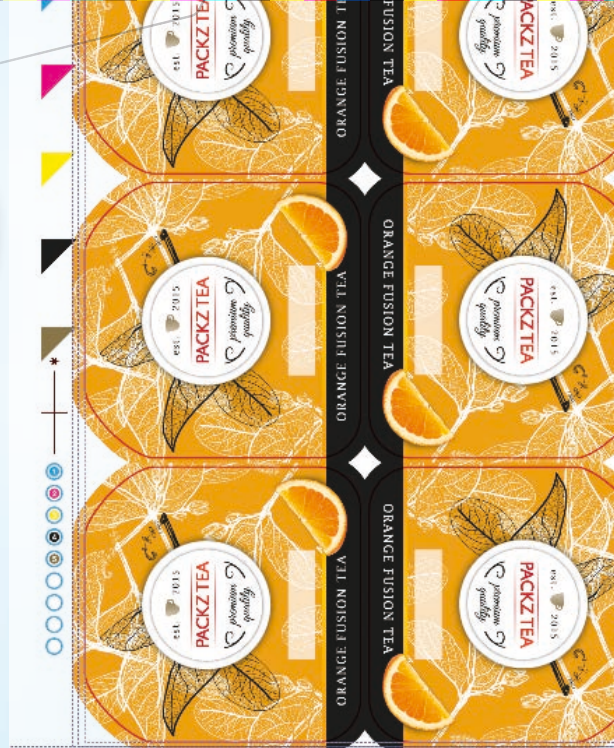 est. 2015
PACKZ TEA
premium
quality
ORANGE FUSION TE
FUSION TEA
PACKZ TEA
premium
quality
est. 2015
est. 2015
PACKZ TEA
premium
quality
ORANGE FUSION TEA
ORANGE FUSION TEA
est. 2015
PACKZ TEA
premium
quality
est. 2015
PACKZ TEA
premium
quality
ORANGE FUSION TEA
ORANGE FUSION TEA
est. 2015
PACKZ TEA
premium
quality